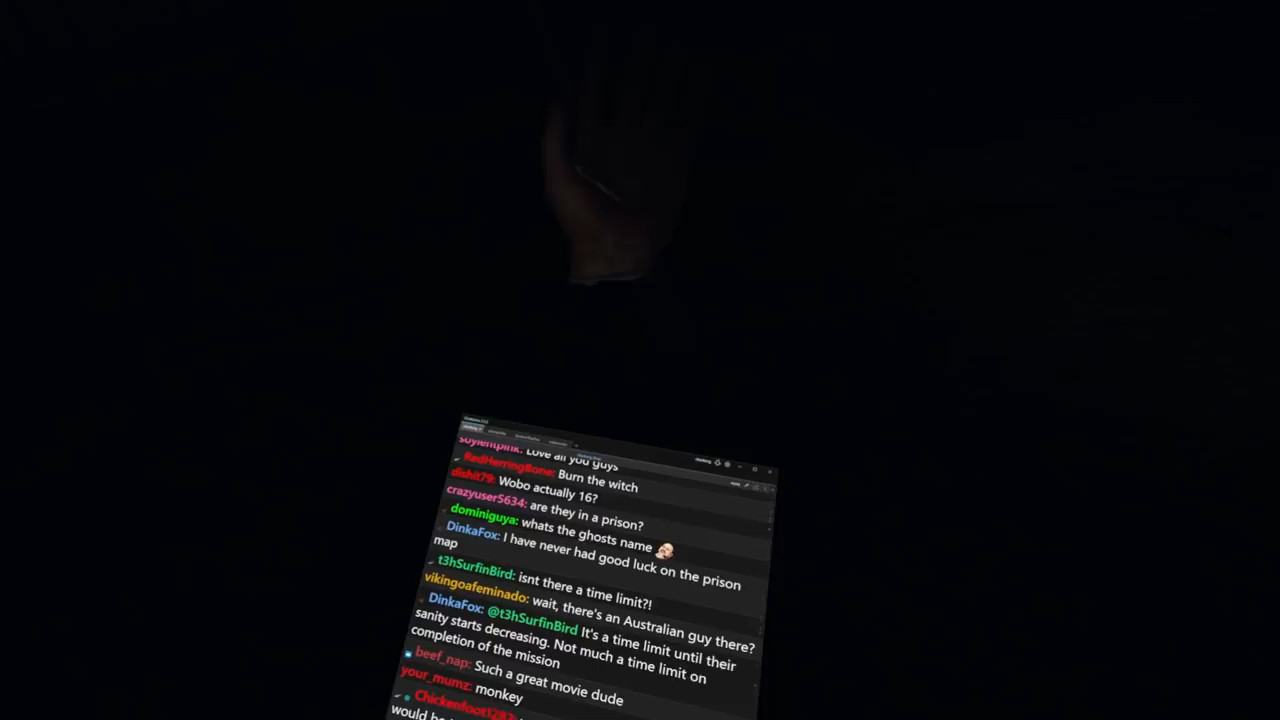 soylentpink: Love all you guys
RedHerringBone: Burn the witch
dishit79: Wobo actually 16?
crazyuser5634: are they in a prison?
dominiguya: whats the ghosts name
DinkaFox: I have never had good luck on the prison
map
t3hSurfinBird: isnt there a time limit?!
vikingoafeminado: wait, there's an Australian guy there?
DinkaFox: @t3hSurfinBird It's a time limit until their
sanity starts decreasing. Not much a time limit on
completion of the mission
beef_nap: Such a great movie dude
your_mumz: monkey
would be